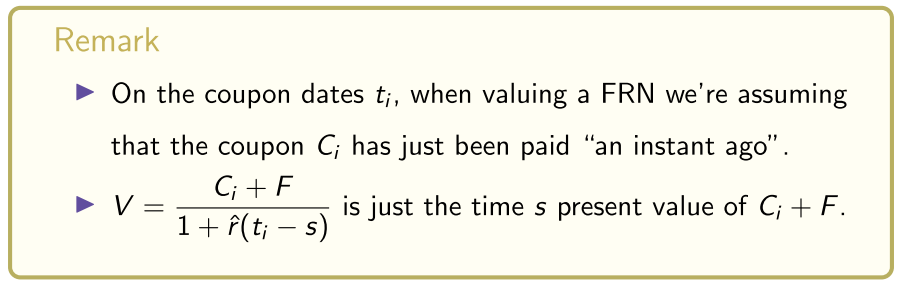 Remark
▶ On the coupon dates $t_i$, when valuing a FRN we're assuming
that the coupon $C_i$ has just been paid “an instant ago”.
▶ $V = \dfrac{C_i + F}{1 + \hat{r}(t_i - s)}$ is just the time $s$ present value of $C_i + F$.